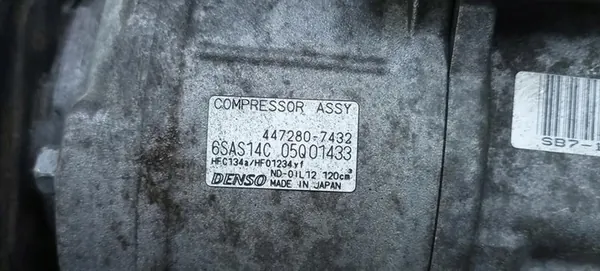 COMPRESSOR ASSY
447280-7432
6SAS14C 05Q01433
HFC134a/HFO1234yf
DENSO ND-OIL12 120cm³
MADE IN JAPAN
SB7-1